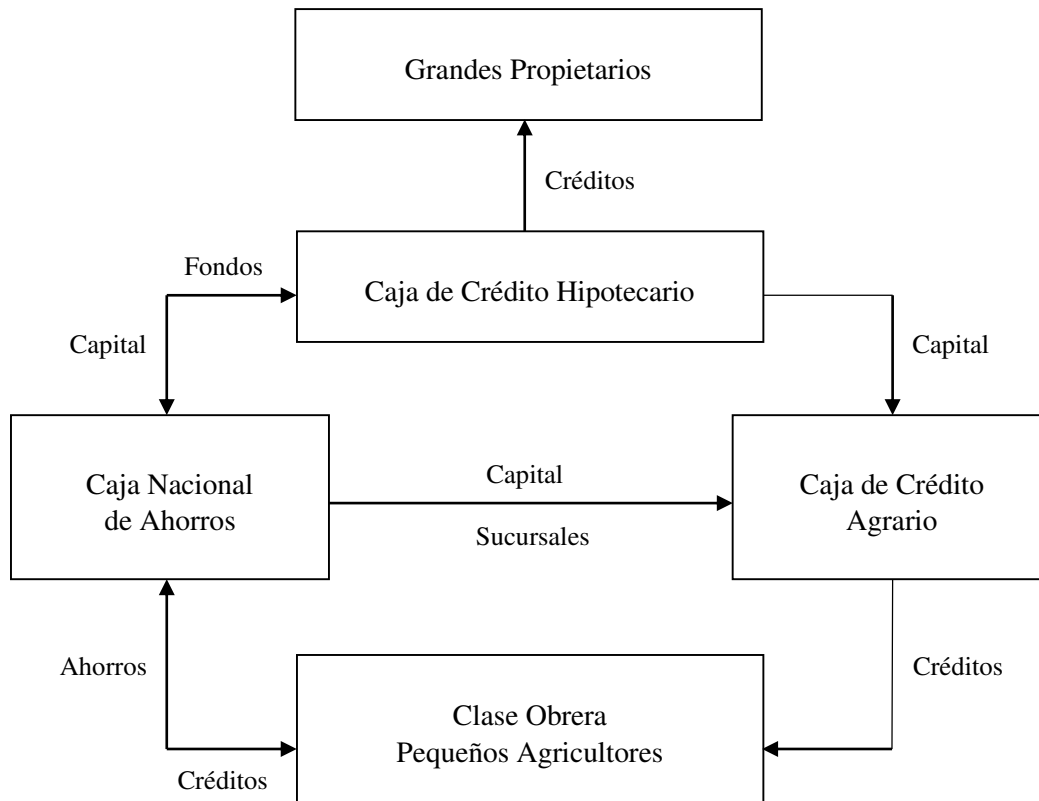 Grandes Propietarios
Créditos
Fondos
Caja de Crédito Hipotecario
Capital
Capital
Caja Nacional
de Ahorros
Capital
Sucursales
Caja de Crédito
Agrario
Ahorros
Créditos
Clase Obrera
Pequeños Agricultores
Créditos